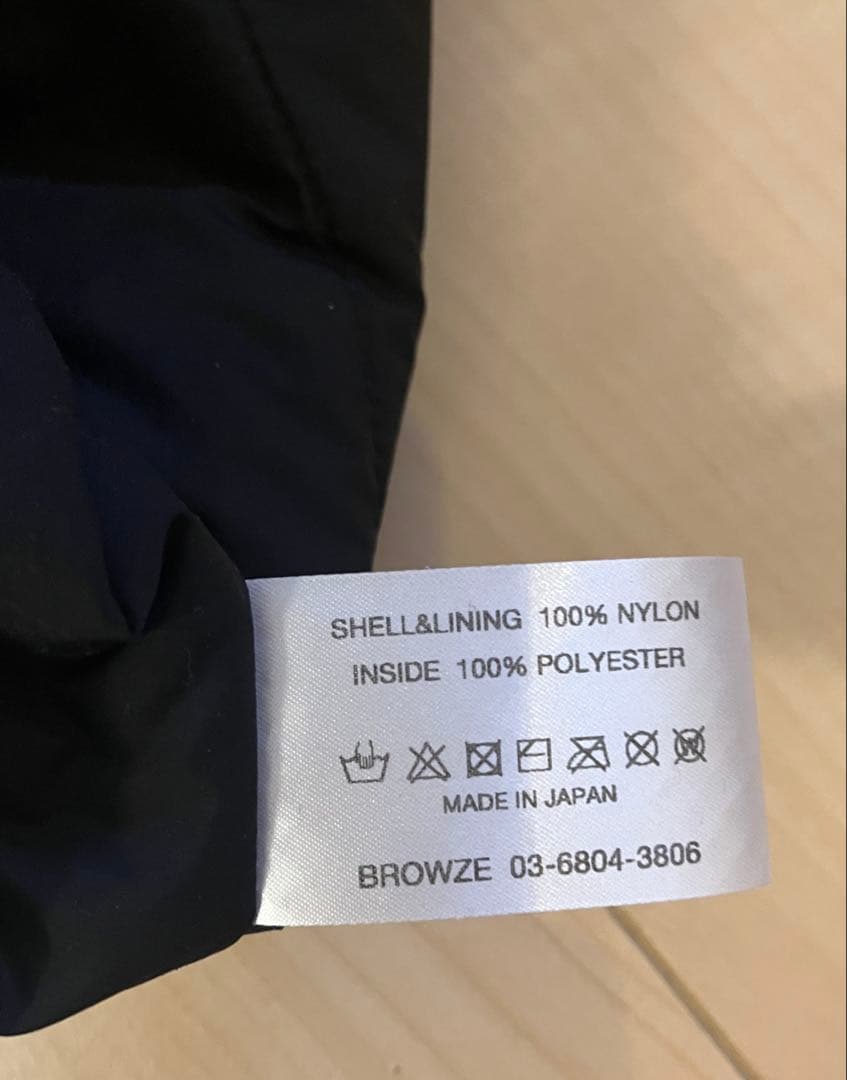 SHELL&LINING 100% NYLON
INSIDE 100% POLYESTER
MADE IN JAPAN
BROWZE 03-6804-3806